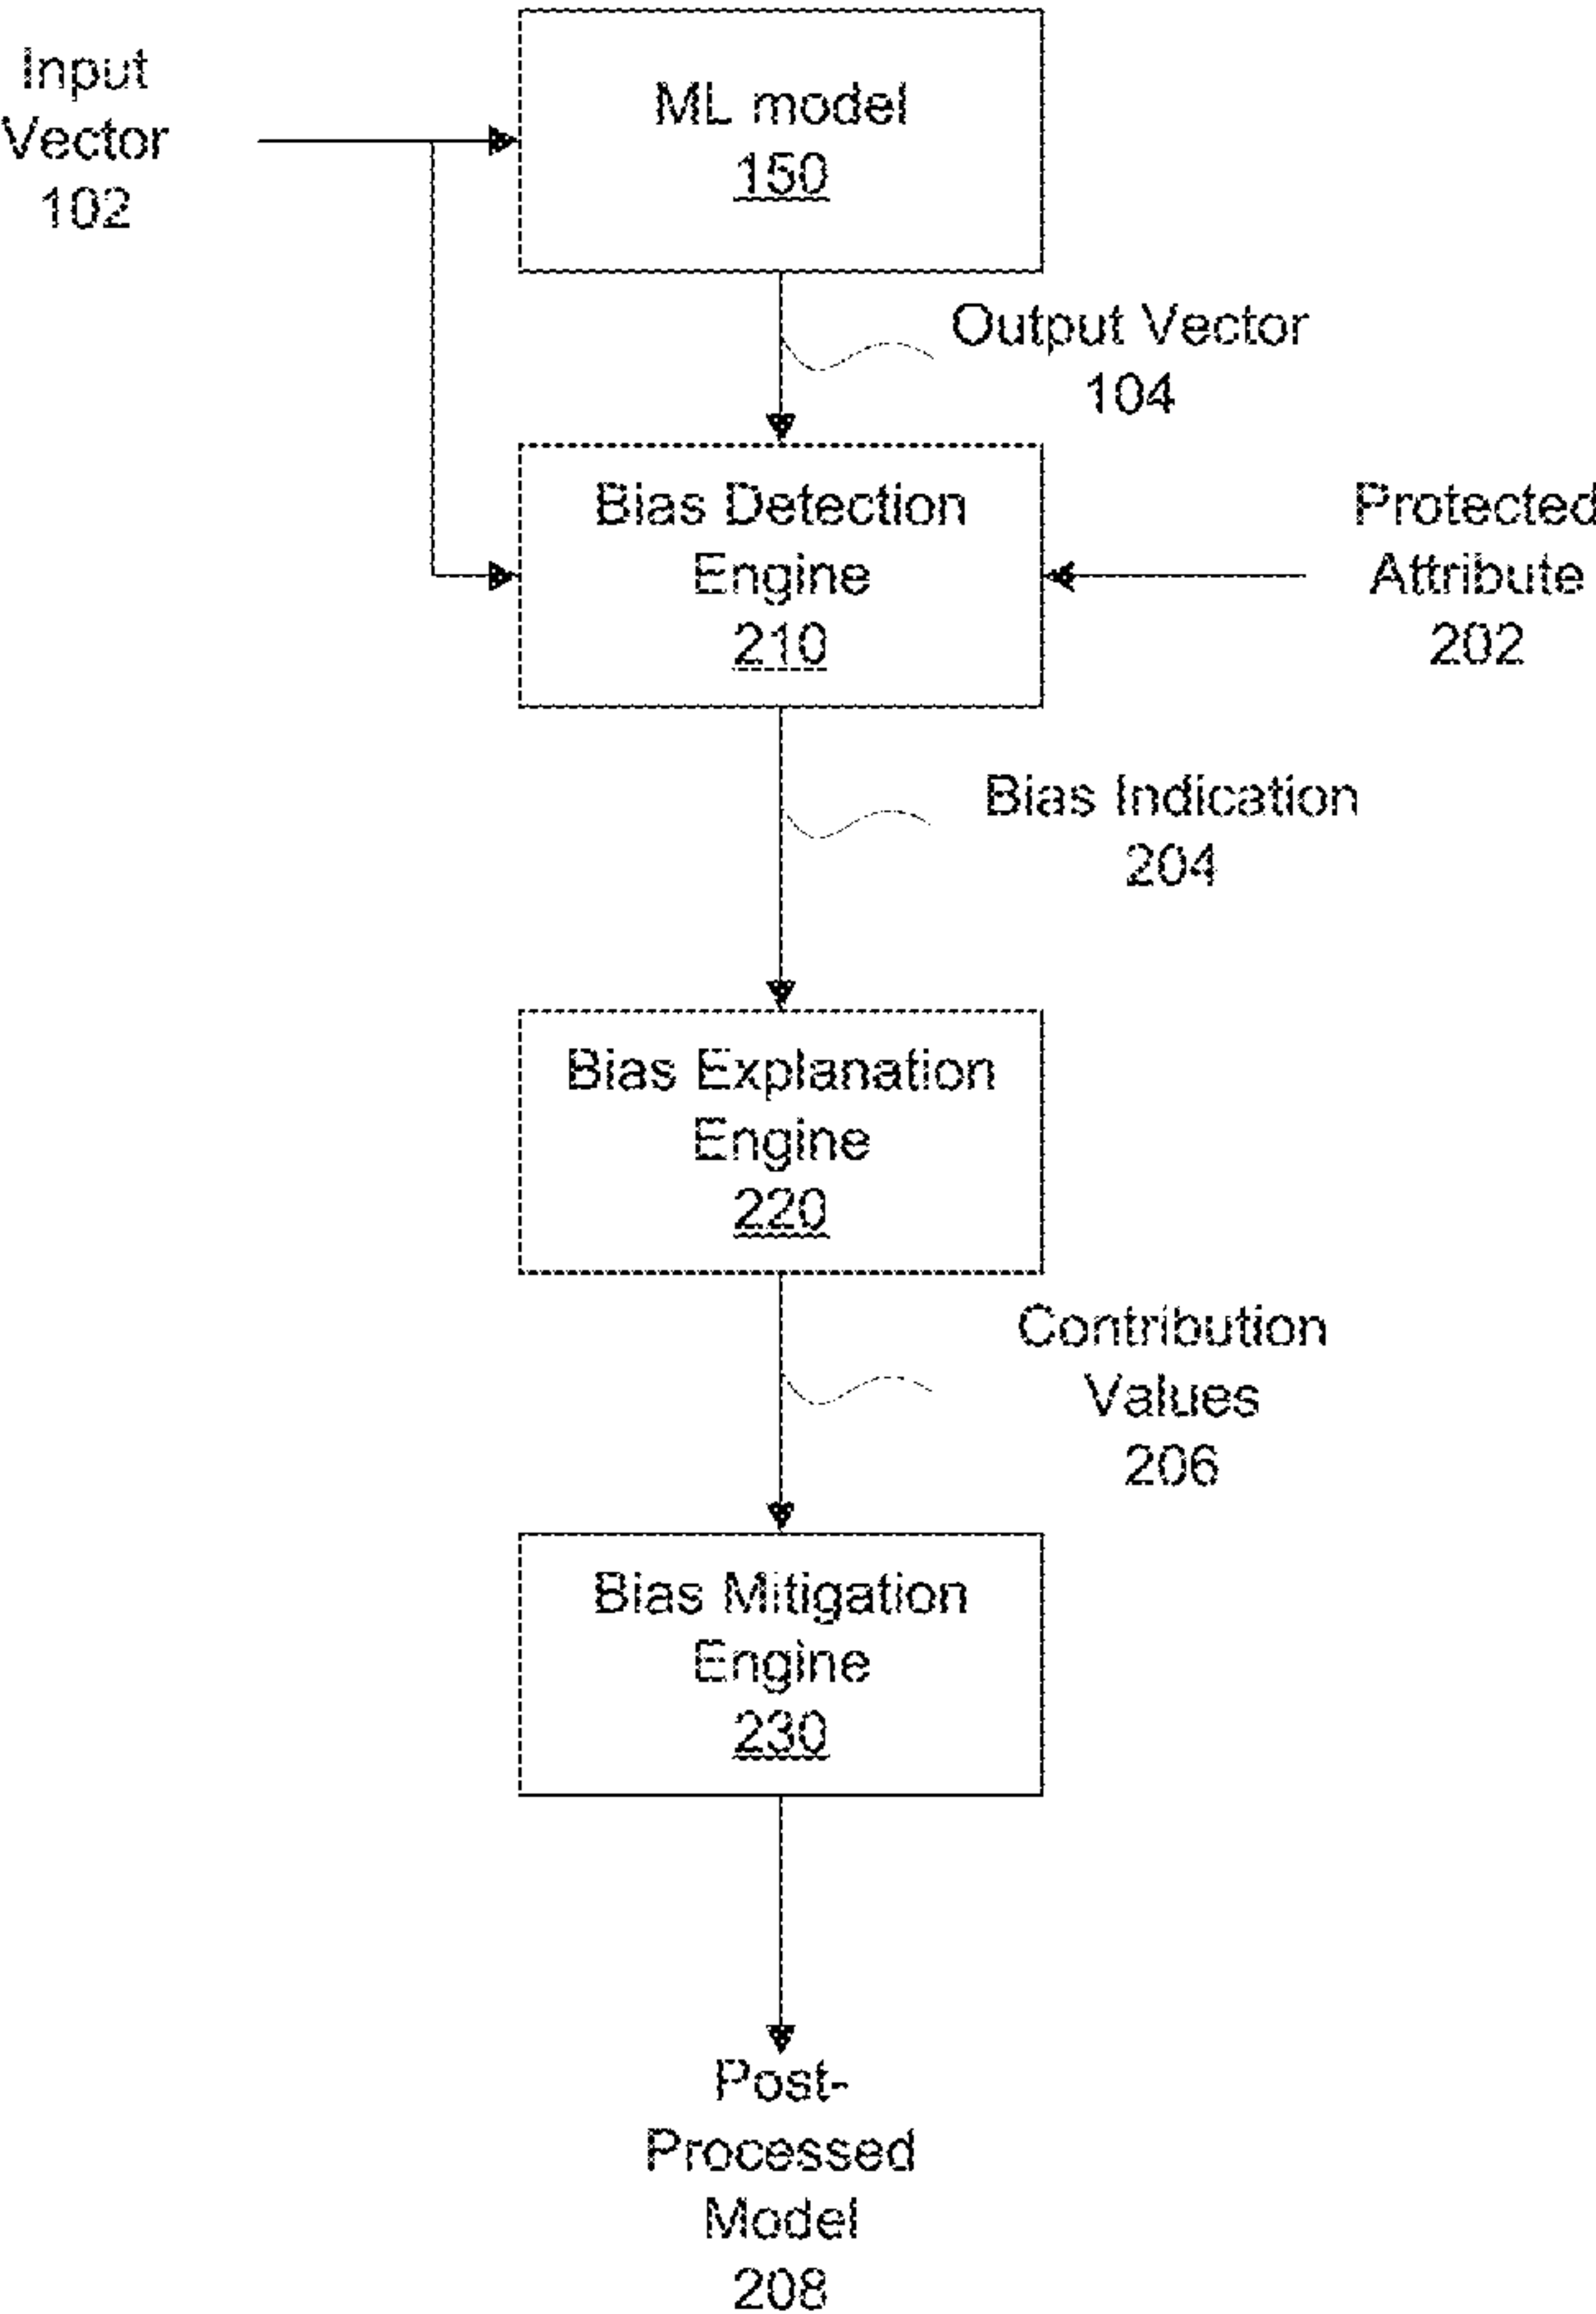 Input
Vector
102
ML model
150
Output Vector
104
Bias Detection
Engine
210
Protected
Attribute
202
Bias Indication
204
Bias Explanation
Engine
220
Contribution
Values
206
Bias Mitigation
Engine
230
Post-
Processed
Model
208